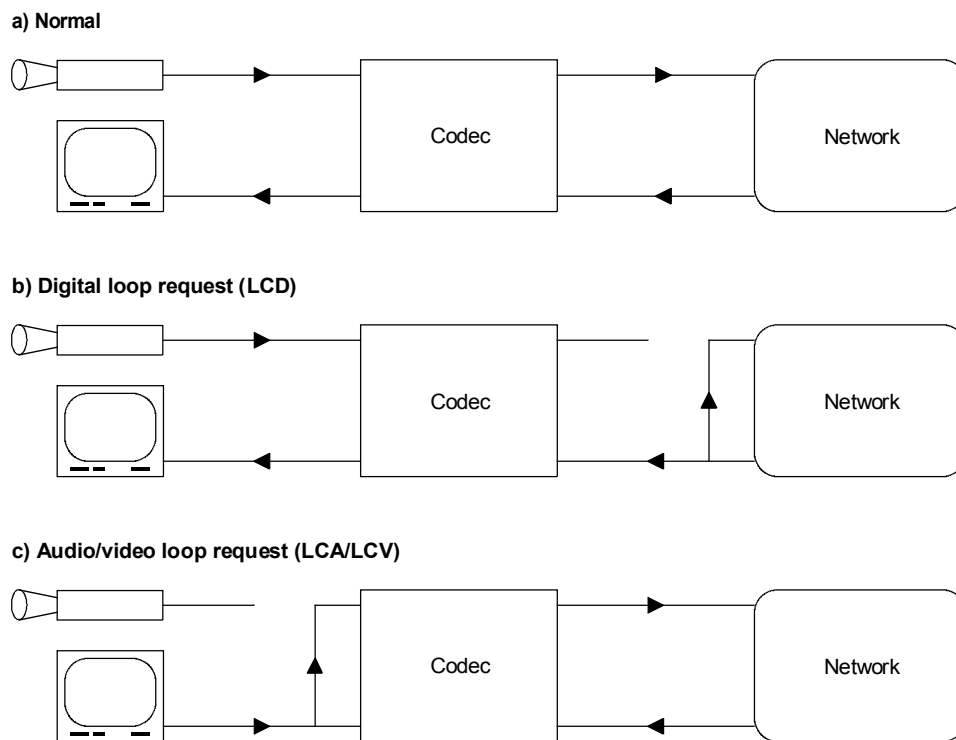 a) Normal
Codec
Network
b) Digital loop request (LCD)
Codec
Network
c) Audio/video loop request (LCA/LCV)
Codec
Network